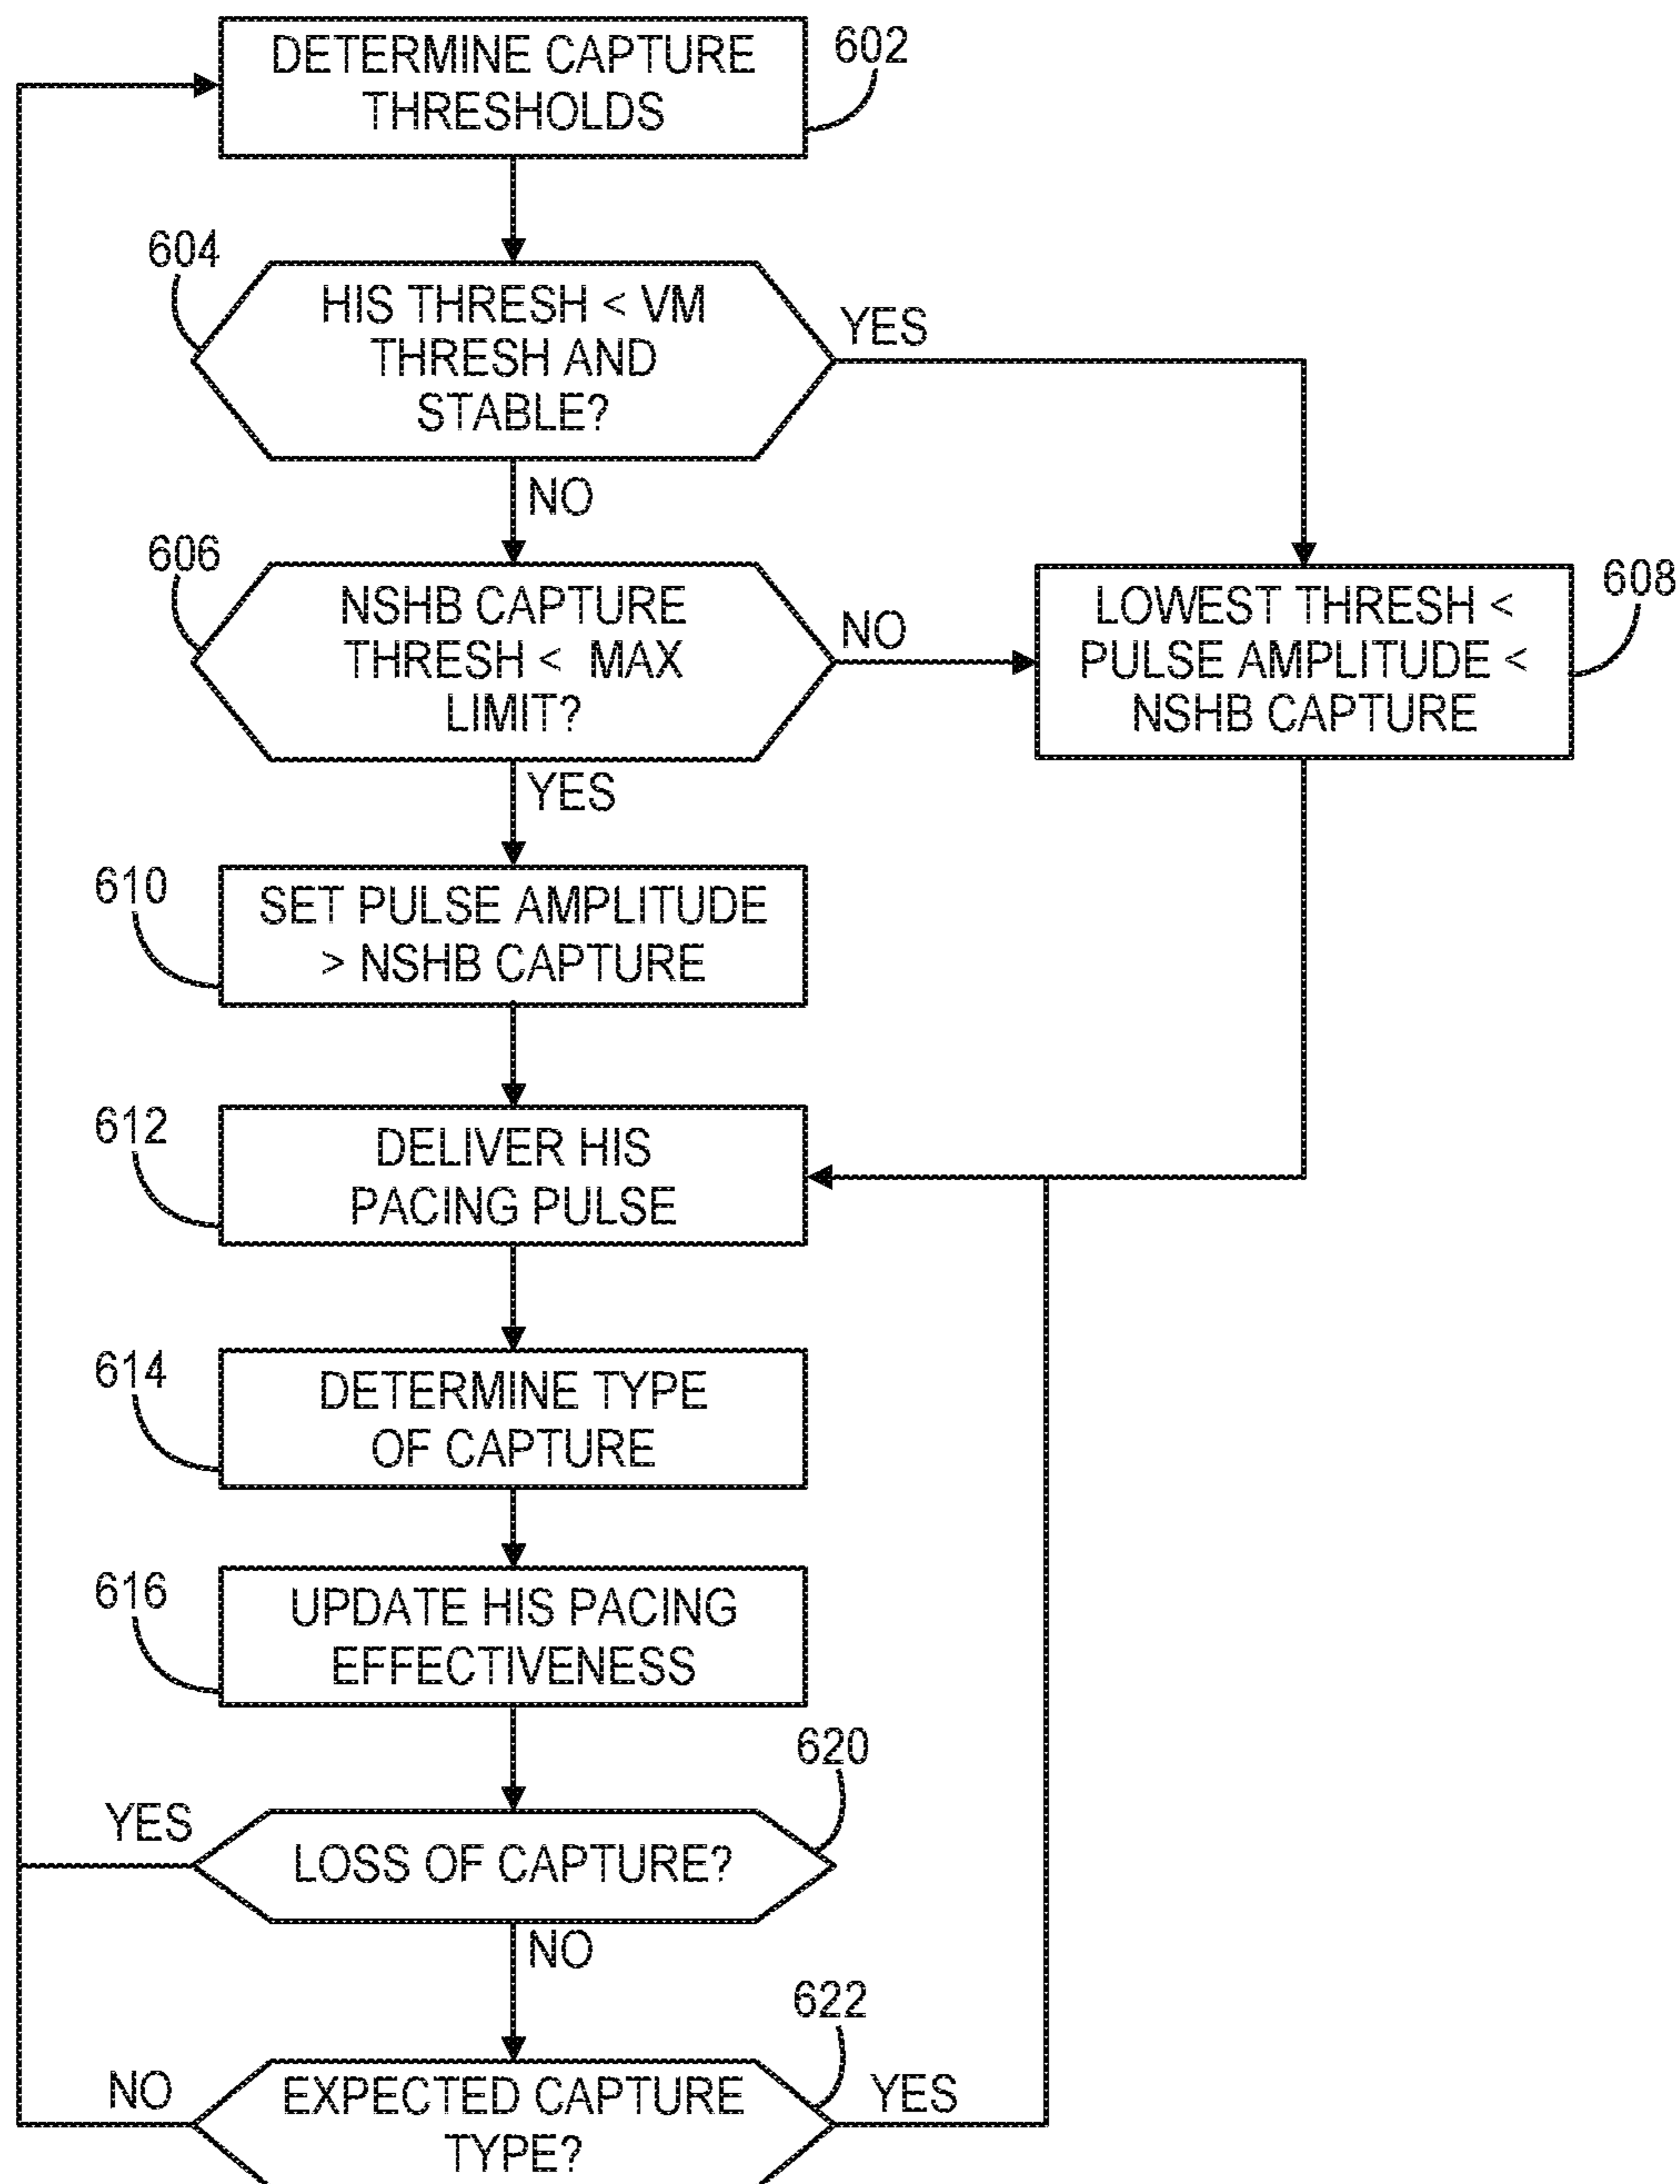 DETERMINE CAPTURE
THRESHOLDS
602
604
HIS THRESH < VM
THRESH AND
STABLE?
YES
NO
606
NSHB CAPTURE
THRESH < MAX
LIMIT?
NO
LOWEST THRESH <
PULSE AMPLITUDE <
NSHB CAPTURE
608
YES
610
SET PULSE AMPLITUDE
> NSHB CAPTURE
612
DELIVER HIS
PACING PULSE
614
DETERMINE TYPE
OF CAPTURE
616
UPDATE HIS PACING
EFFECTIVENESS
620
YES
LOSS OF CAPTURE?
NO
622
NO
EXPECTED CAPTURE
TYPE?
YES